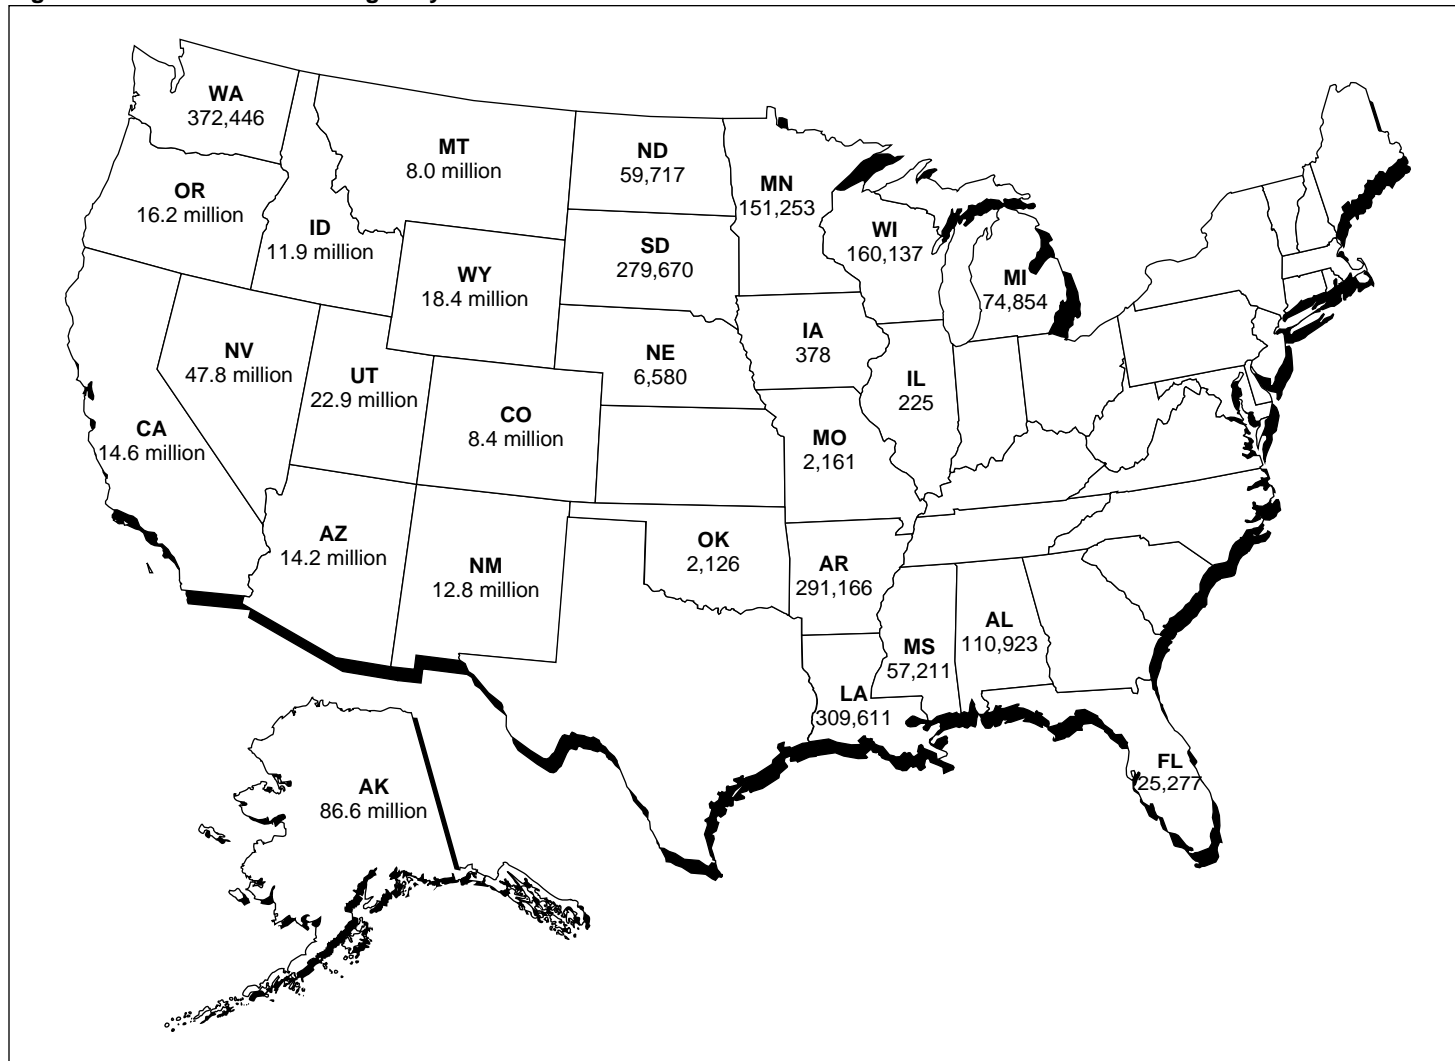 WA
372,446
MT
8.0 million
ND
59,717
MN
151,253
OR
16.2 million
ID
11.9 million
WI
160,137
SD
279,670
WY
18.4 million
MI
74,854
IA
378
NV
47.8 million
UT
22.9 million
NE
6,580
IL
225
CO
8.4 million
CA
14.6 million
MO
2,161
AZ
14.2 million
NM
12.8 million
OK
2,126
AR
291,166
MS
57,211
AL
110,923
LA
309,611
FL
25,277
AK
86.6 million